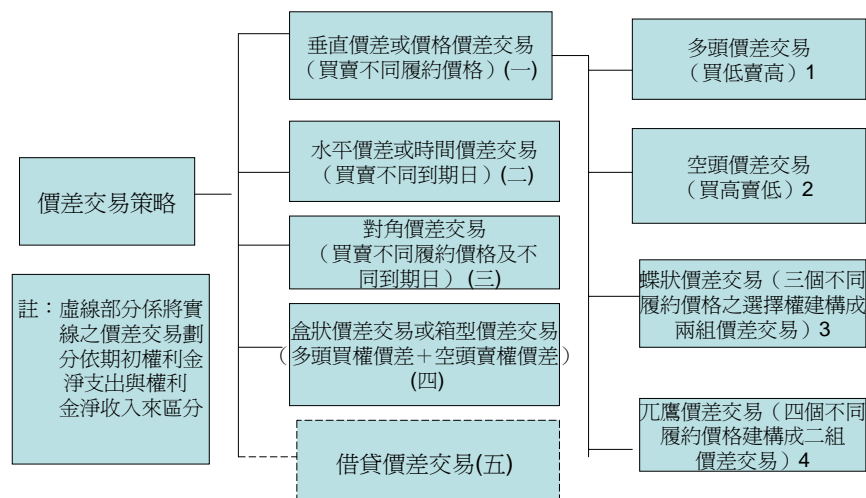 價差交易策略
註：虛線部分係將實
線之價差交易劃
分依期初權利金
淨支出與權利
金淨收入來區分
垂直價差或價格價差交易
（買賣不同履約價格）(一)
水平價差或時間價差交易
（買賣不同到期日）(二)
對角價差交易
（買賣不同履約價格及不
同到期日）(三)
盒狀價差交易或箱型價差交易
（多頭買權價差＋空頭賣權價差）
(四)
借貸價差交易(五)
多頭價差交易
（買低賣高）1
空頭價差交易
（買高賣低）2
蝶狀價差交易（三個不同
履約價格之選擇權建構成
兩組價差交易）3
兀鷹價差交易（四個不同
履約價格建構成二組
價差交易）4